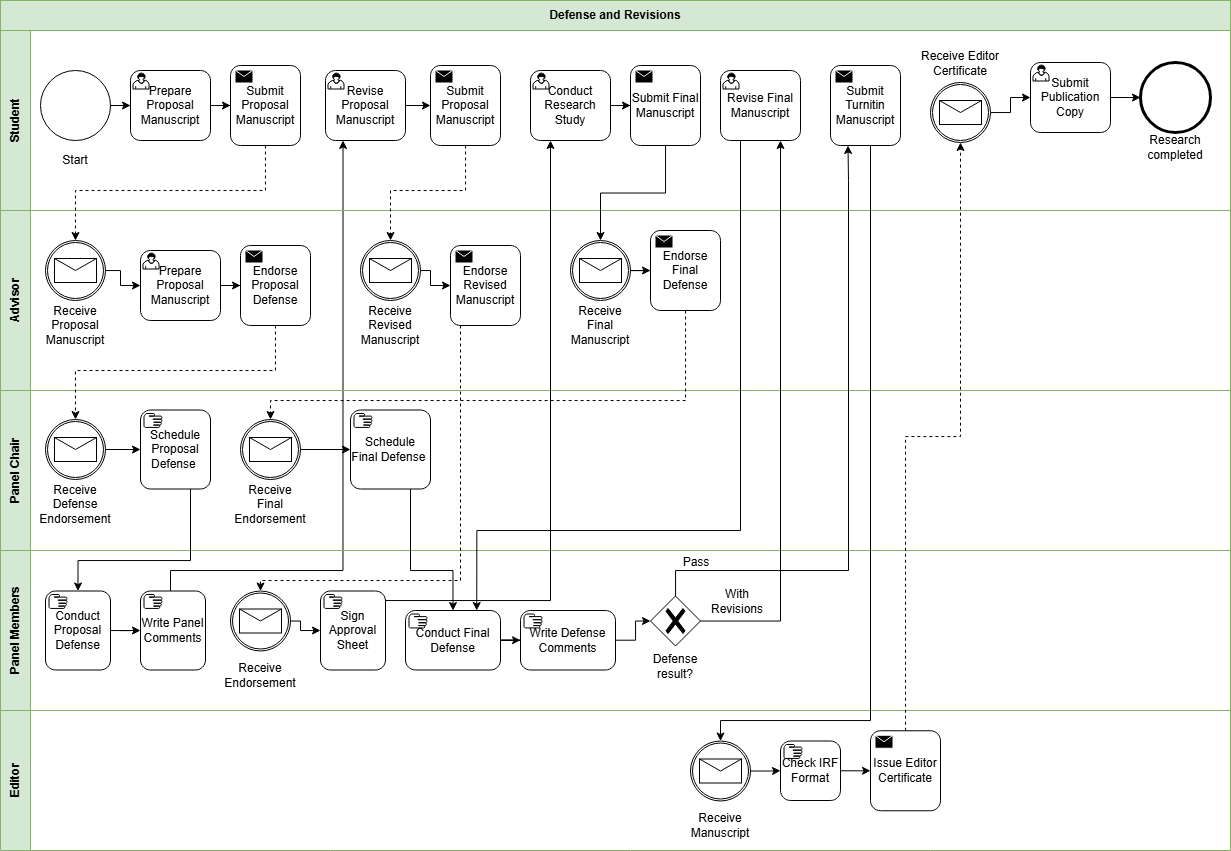 Defense and Revisions
Student
Start
Prepare
Proposal
Manuscript
Submit
Proposal
Manuscript
Revise
Proposal
Manuscript
Submit
Proposal
Manuscript
Conduct
Research
Study
Submit Final
Manuscript
Revise Final
Manuscript
Submit
Turnitin
Manuscript
Receive Editor
Certificate
Submit
Publication
Copy
Research
completed
Advisor
Receive
Proposal
Manuscript
Prepare
Proposal
Manuscript
Endorse
Proposal
Defense
Receive
Revised
Manuscript
Endorse
Revised
Manuscript
Receive
Final
Manuscript
Endorse
Final
Defense
Panel Chair
Receive
Defense
Endorsement
Schedule
Proposal
Defense
Receive
Final
Endorsement
Schedule
Final Defense
Panel Members
Conduct
Proposal
Defense
Write Panel
Comments
Receive
Endorsement
Sign
Approval
Sheet
Conduct Final
Defense
Write Defense
Comments
Defense
result?
Pass
With
Revisions
Editor
Receive
Manuscript
Check IRF
Format
Issue Editor
Certificate